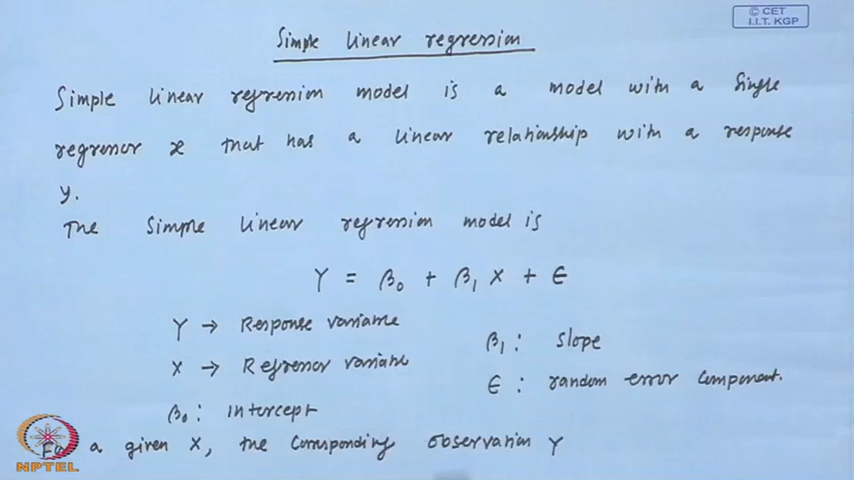 © CET
I.I.T. KGP
Simple linear regression
Simple linear regression model is a model with a single
regressor x that has a linear relationship with a response
y.
The Simple linear regression model is
Y = β₀ + β₁ X + ϵ
Y → Response variable
X → Regressor variable
β₀ : intercept
β₁ : slope
ϵ : random error component.
For a given X, the corresponding observation Y
NPTEL